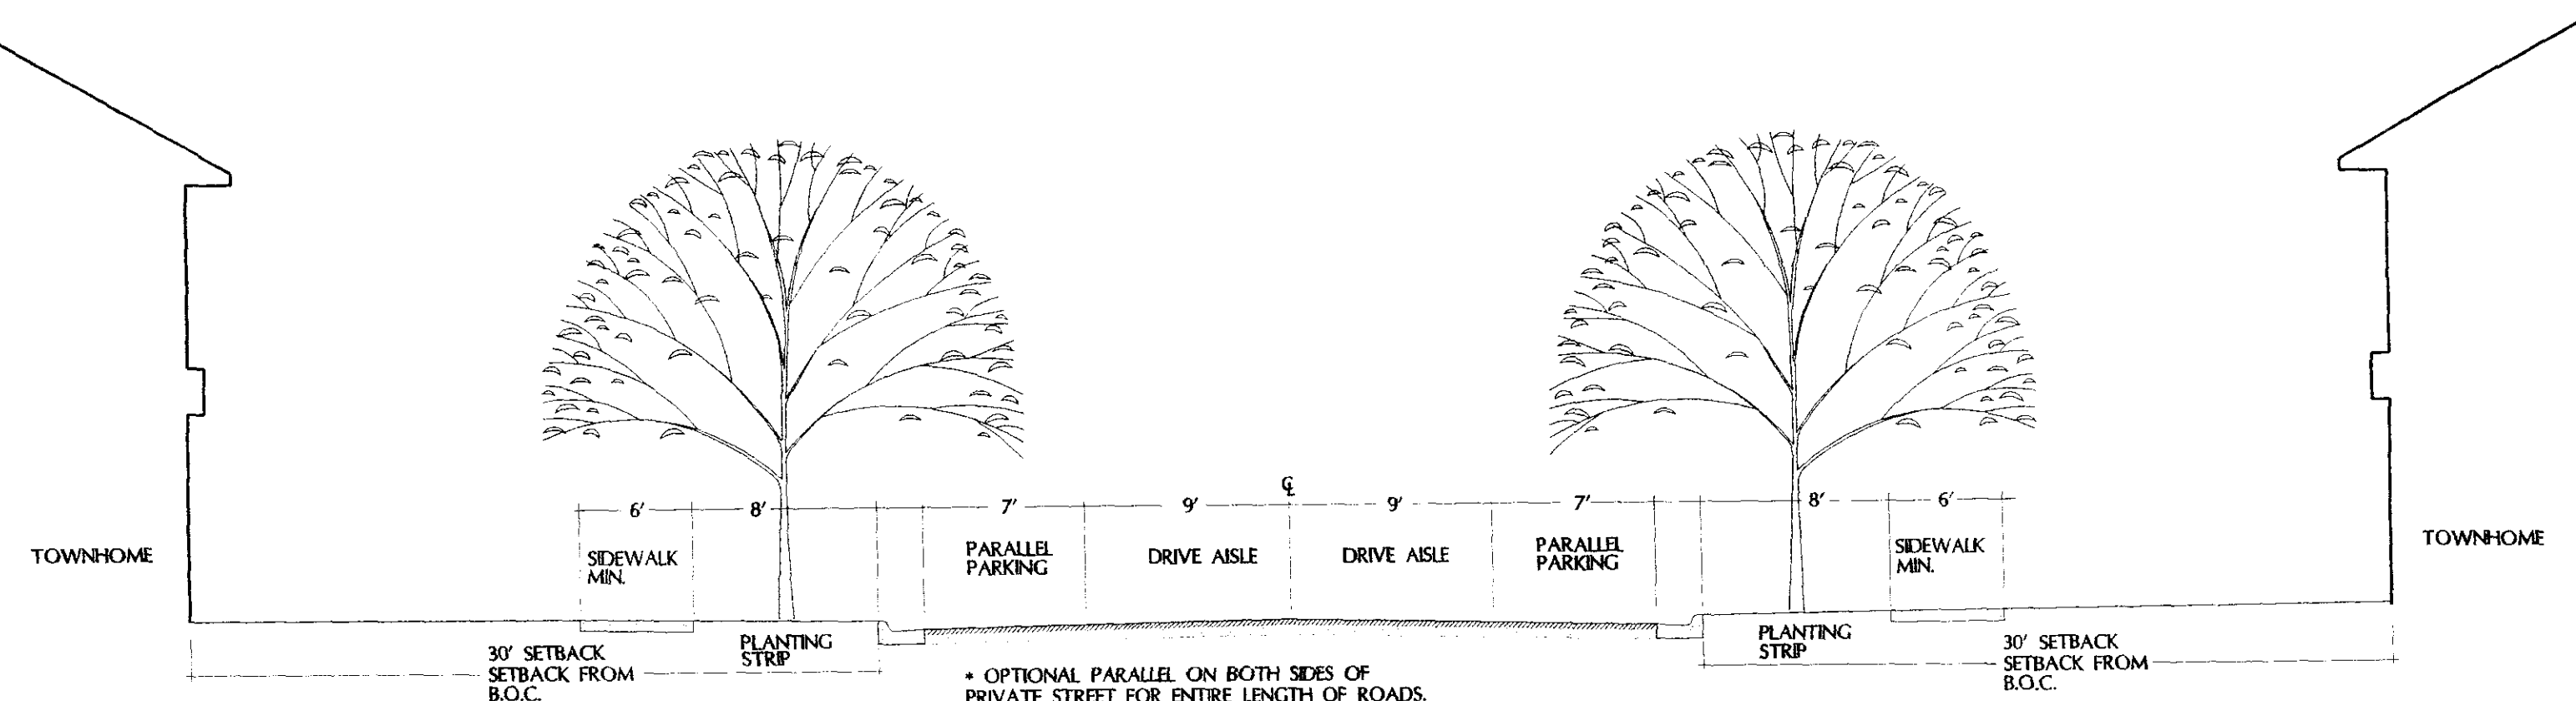 ℄
6' 8' 7' 9' 9' 7' 8' 6'
TOWNHOME
SIDEWALK
MIN.
PARALLEL
PARKING
DRIVE AISLE
DRIVE AISLE
PARALLEL
PARKING
SIDEWALK
MIN.
TOWNHOME
PLANTING
STRIP
PLANTING
STRIP
30' SETBACK
SETBACK FROM
B.O.C.
* OPTIONAL PARALLEL ON BOTH SIDES OF
PRIVATE STREET FOR ENTIRE LENGTH OF ROADS.
30' SETBACK
SETBACK FROM
B.O.C.